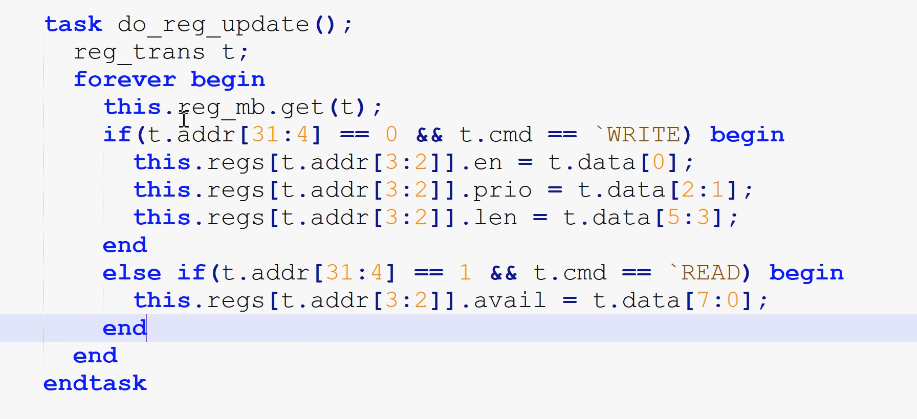 task do_reg_update();
  reg_trans t;
  forever begin
    this.reg_mb.get(t);
    if(t.addr[31:4] == 0 && t.cmd == `WRITE) begin
      this.regs[t.addr[3:2]].en = t.data[0];
      this.regs[t.addr[3:2]].prio = t.data[2:1];
      this.regs[t.addr[3:2]].len = t.data[5:3];
    end
    else if(t.addr[31:4] == 1 && t.cmd == `READ) begin
      this.regs[t.addr[3:2]].avail = t.data[7:0];
    end
  end
endtask